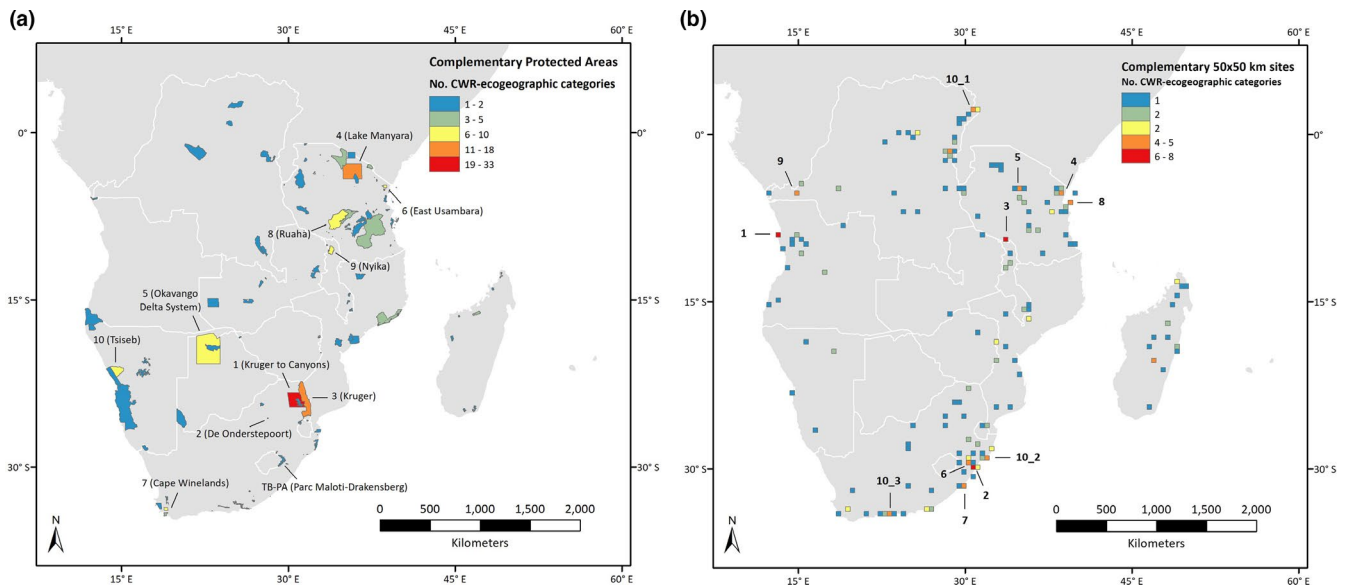 (a)
15° E
30° E
45° E
60° E
Complementary Protected Areas
No. CWR-ecogeographic categories
1 - 2
3 - 5
6 - 10
11 - 18
19 - 33
0°
15° S
30° S
0°
15° S
30° S
4 (Lake Manyara)
6 (East Usambara)
8 (Ruaha)
9 (Nyika)
5 (Okavango
Delta System)
10 (Tsiseb)
1 (Kruger to Canyons)
3 (Kruger)
2 (De Onderstepoort)
TB-PA (Parc Maloti-Drakensberg)
7 (Cape Winelands)
N
0
500
1,000
1,500
2,000
Kilometers
15° E
30° E
45° E
60° E
(b)
15° E
30° E
45° E
60° E
Complementary 50x50 km sites
No. CWR-ecogeographic categories
1
2
2
4 - 5
6 - 8
0°
15° S
30° S
0°
15° S
30° S
10_1
9
5
4
8
3
1
10_2
6
2
10_3
7
N
0
500
1,000
1,500
2,000
Kilometers
15° E
30° E
45° E
60° E